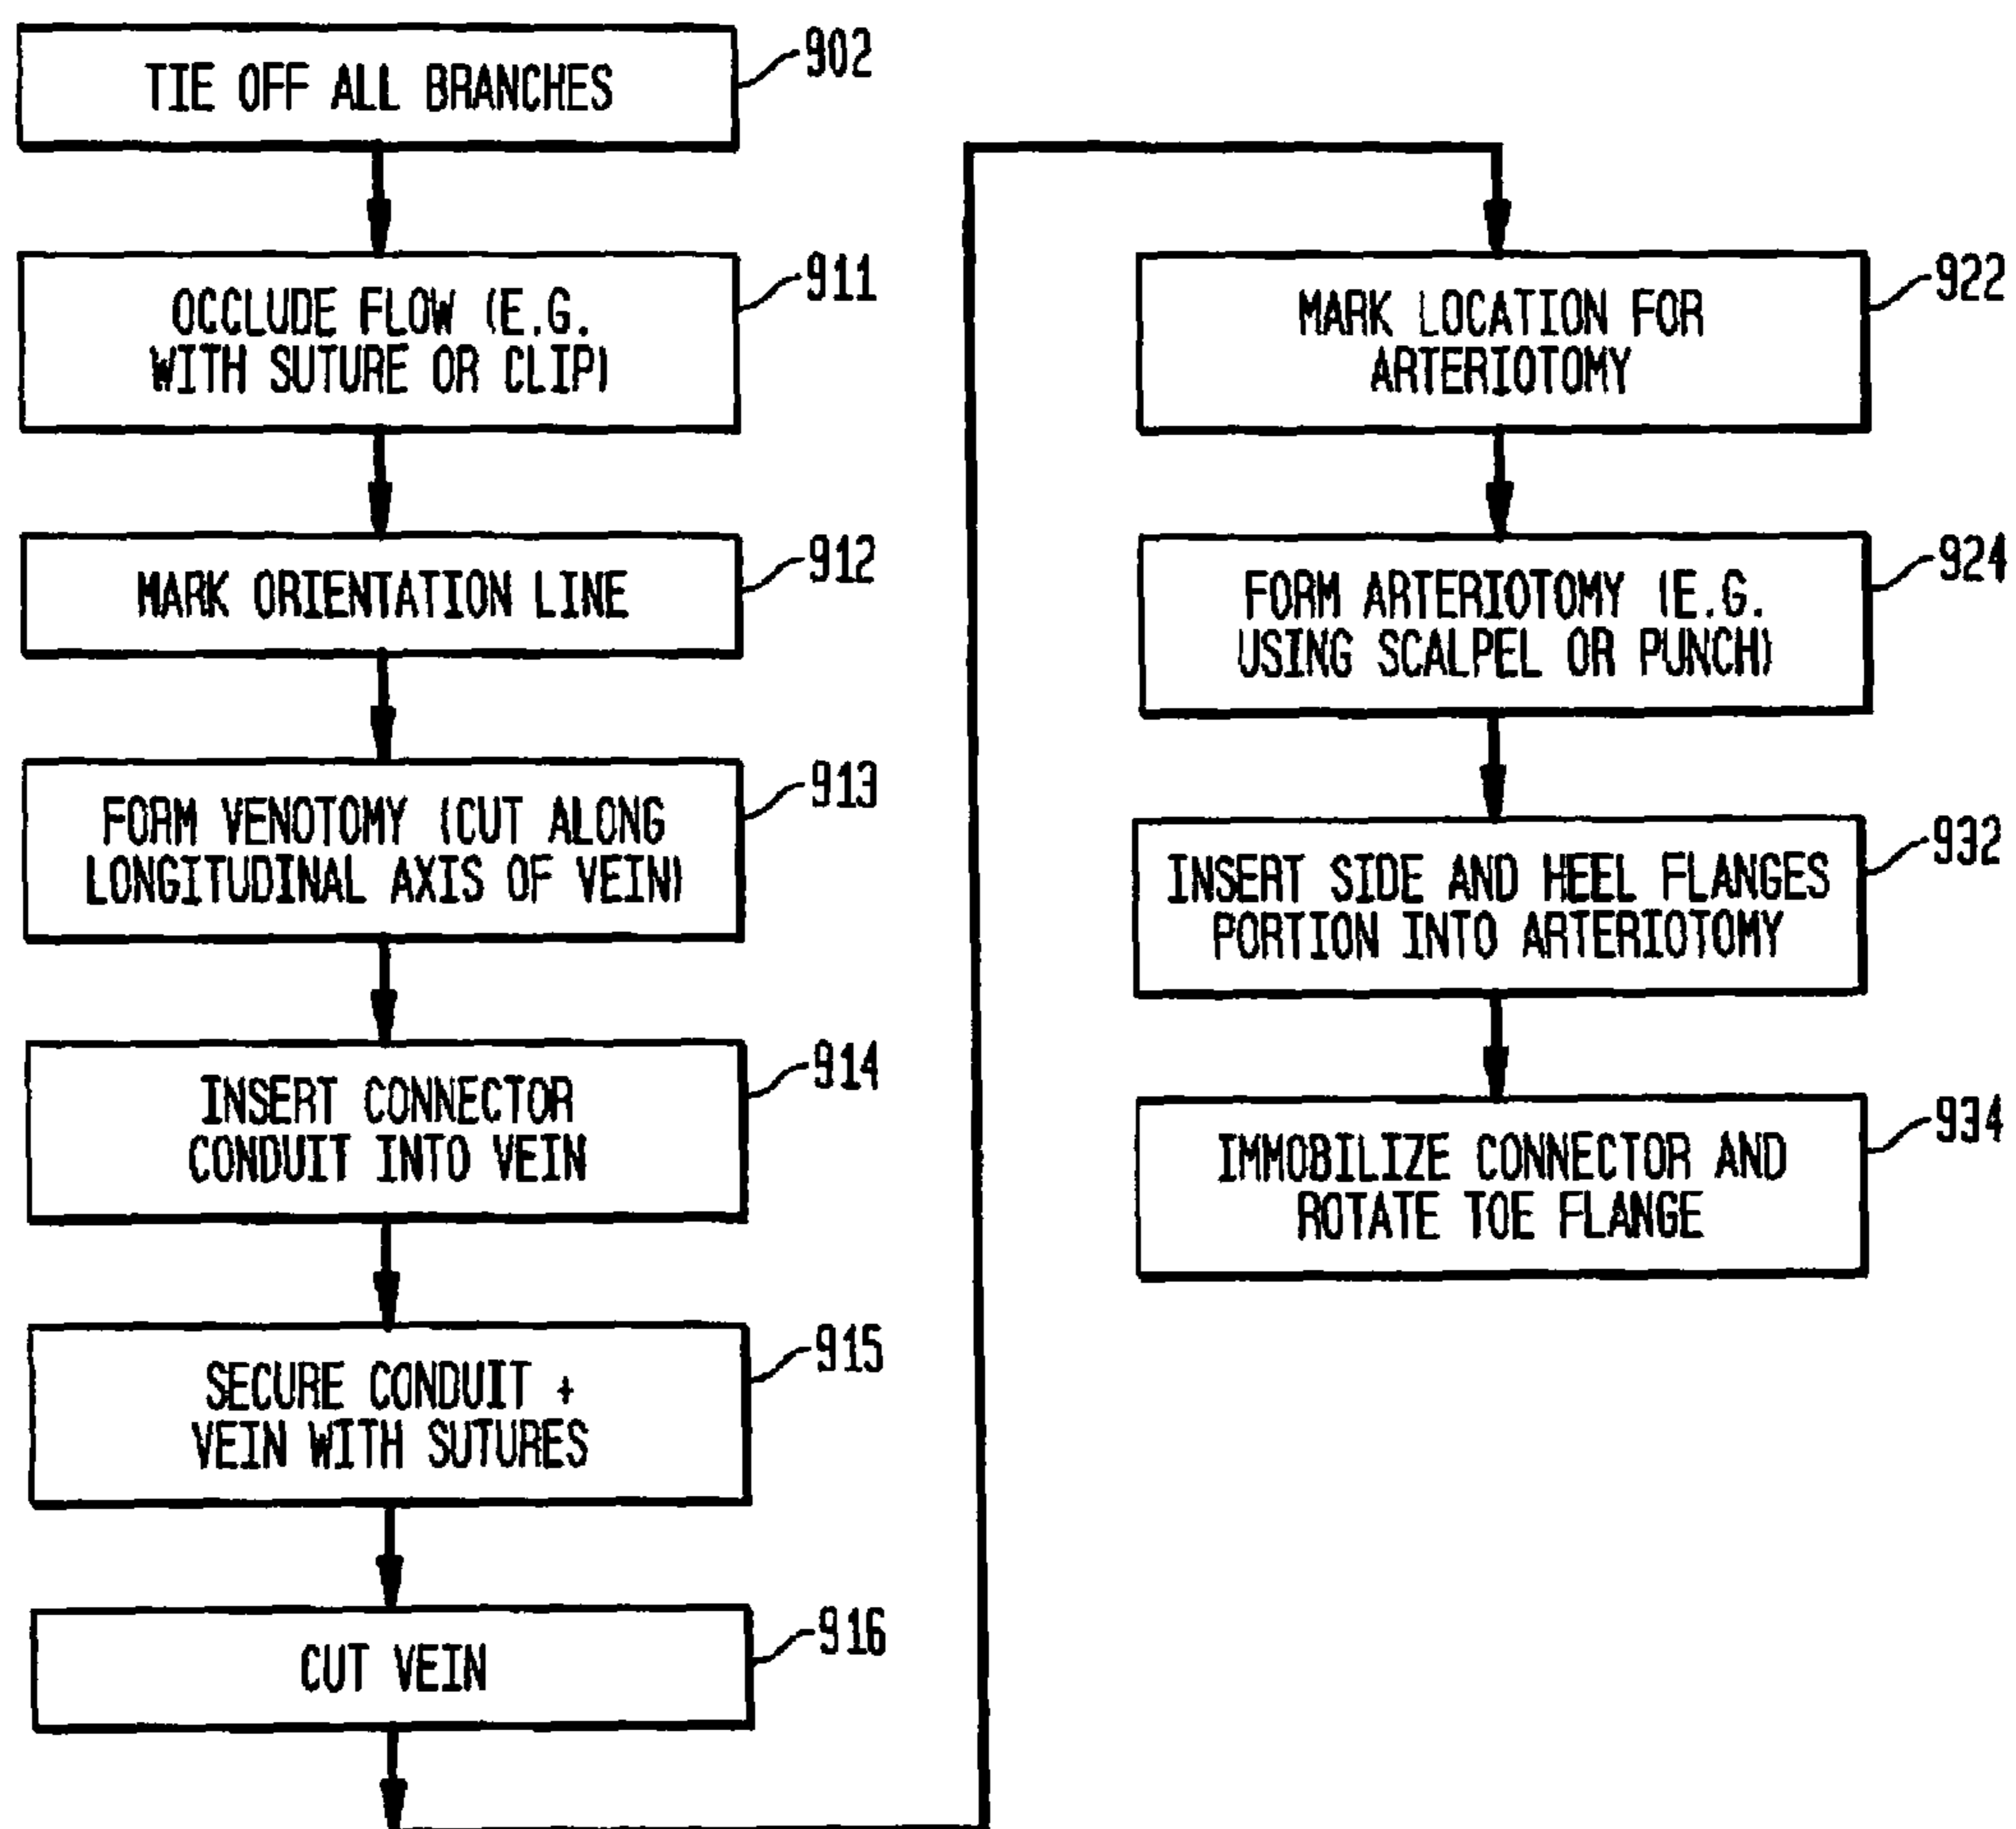 TIE OFF ALL BRANCHES
902
OCCLUDE FLOW (E.G.
WITH SUTURE OR CLIP)
911
MARK ORIENTATION LINE
912
FORM VENOTOMY (CUT ALONG
LONGITUDINAL AXIS OF VEIN)
913
INSERT CONNECTOR
CONDUIT INTO VEIN
914
SECURE CONDUIT +
VEIN WITH SUTURES
915
CUT VEIN
916
MARK LOCATION FOR
ARTERIOTOMY
922
FORM ARTERIOTOMY (E.G.
USING SCALPEL OR PUNCH)
924
INSERT SIDE AND HEEL FLANGES
PORTION INTO ARTERIOTOMY
932
IMMOBILIZE CONNECTOR AND
ROTATE TOE FLANGE
934